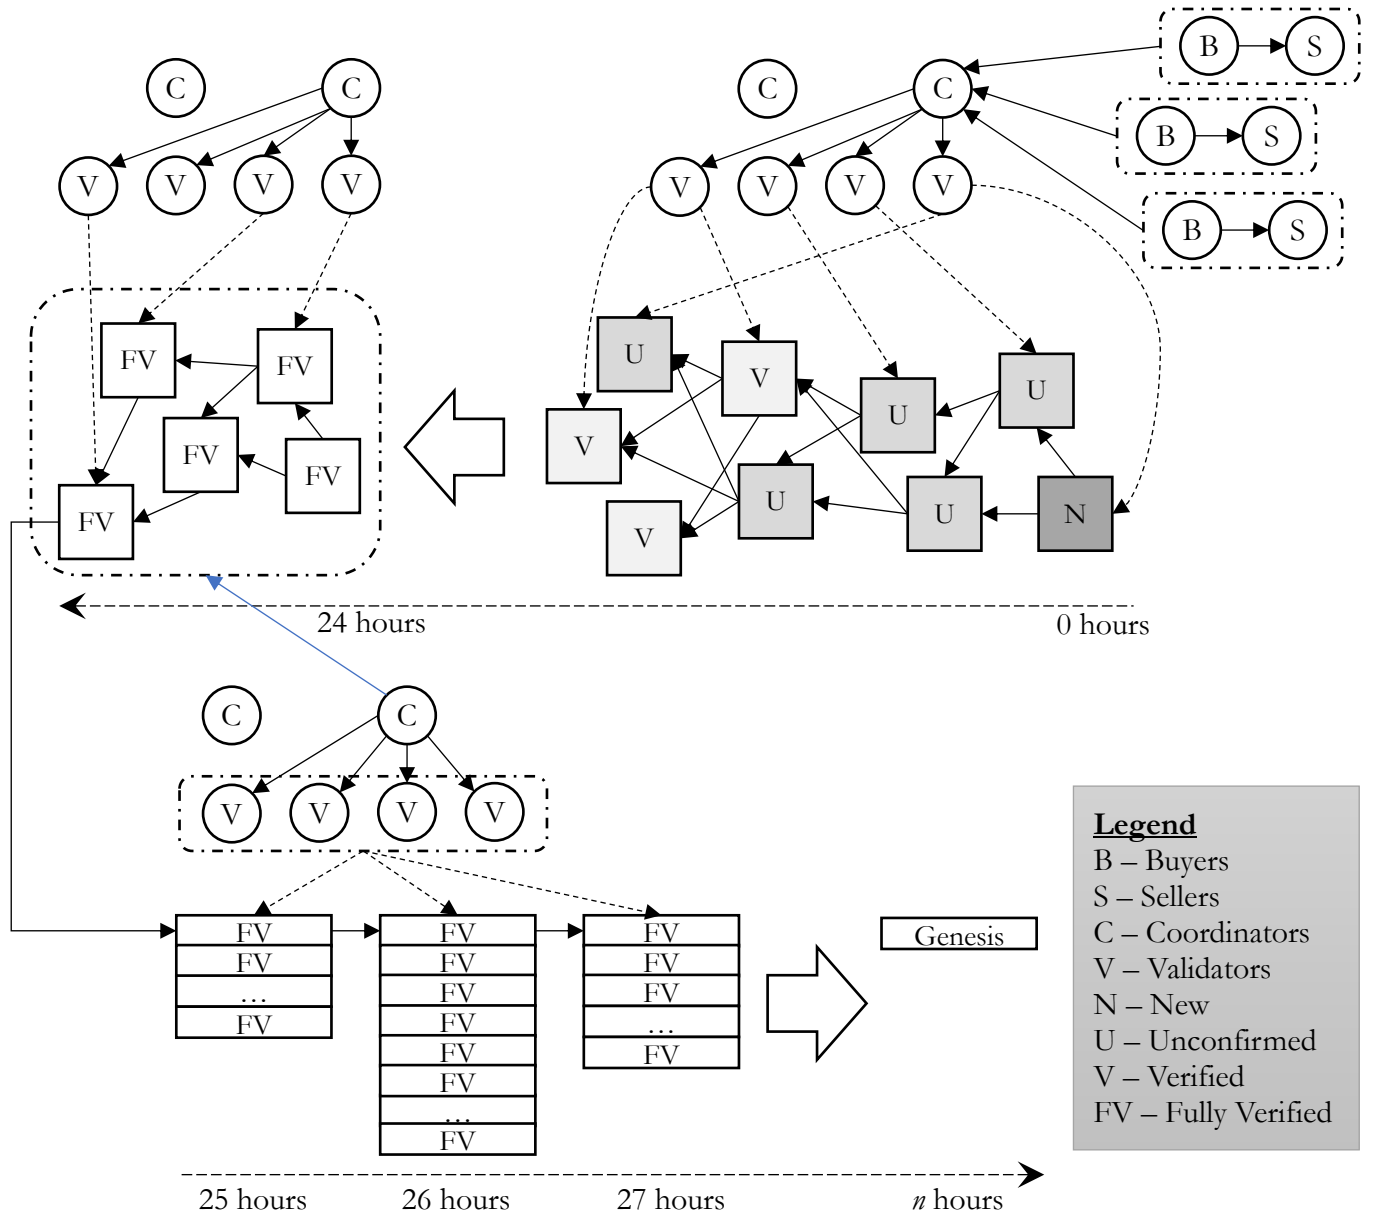 B S
C C C C
B S
V V V V V V V V
B S
U
FV FV V U U
V
FV FV U U N
FV V
24 hours 0 hours
C C
V V V V
FV FV FV Genesis
FV FV FV
... FV FV
FV FV ...
FV FV
FV
...
FV
25 hours 26 hours 27 hours n hours
Legend
B – Buyers
S – Sellers
C – Coordinators
V – Validators
N – New
U – Unconfirmed
V – Verified
FV – Fully Verified